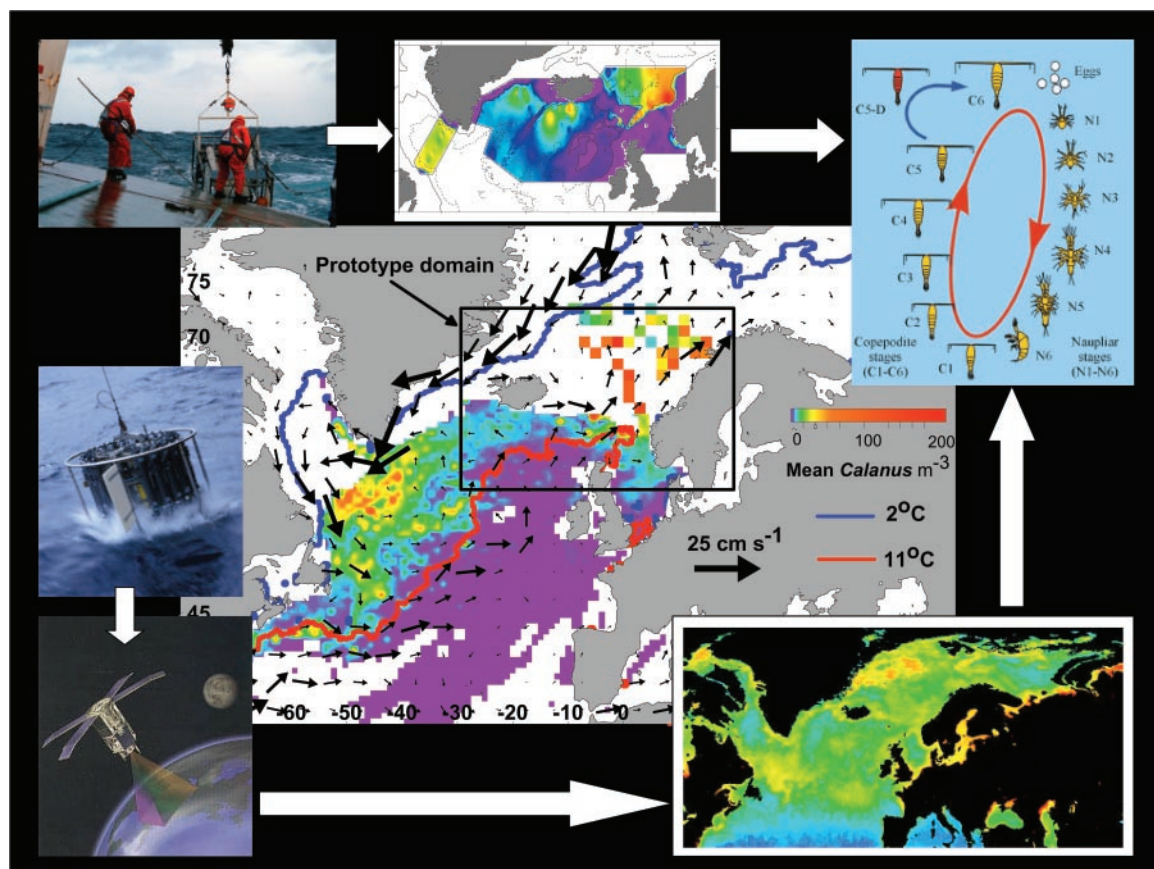 C5-D
C6
Eggs
N1
C5
N2
N3
C4
N4
C3
N5
C2
Copepodite
stages
(C1-C6)
C1
N6
Naupliar
stages
(N1-N6)
Prototype domain
75
70
45
-60 -50 -40 -30 -20 -10 0
0 100 200
Mean Calanus m-3
2oC
25 cm s-1
11oC